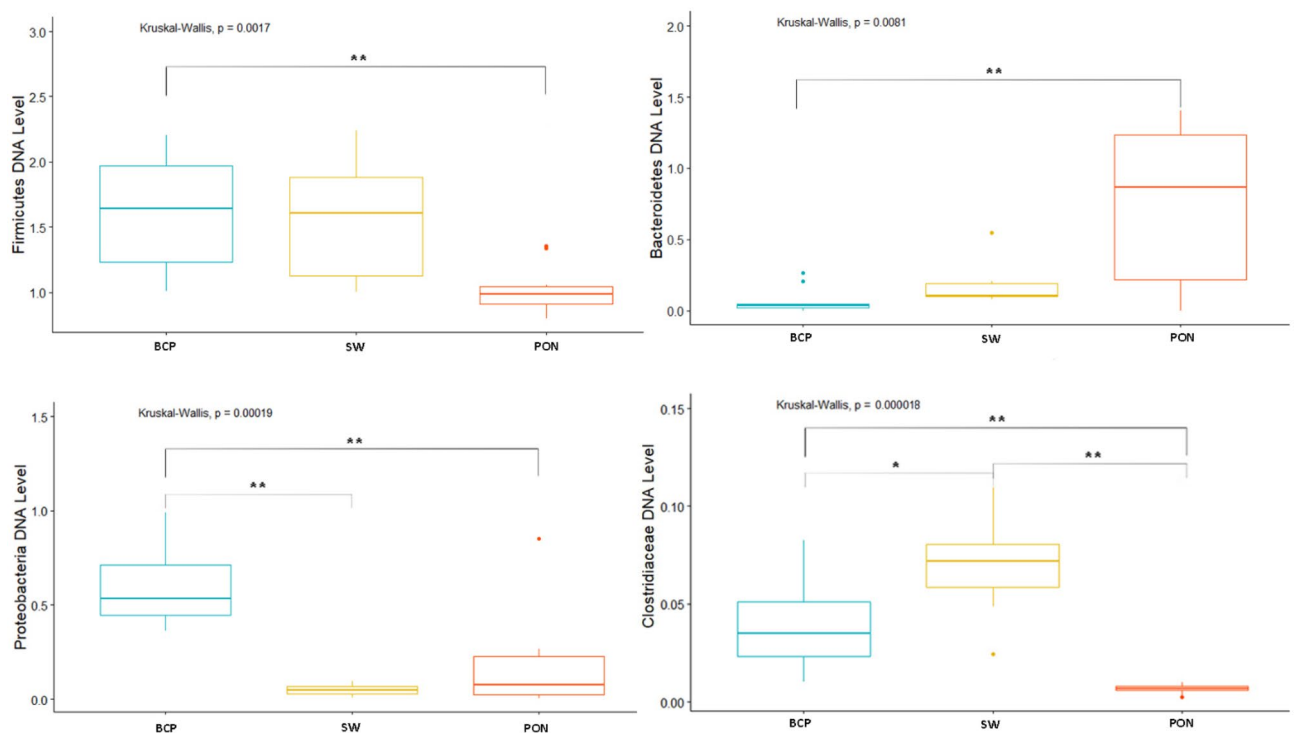 Kruskal-Wallis, p = 0.0017
**
Firmicutes DNA Level
3.0
2.5
2.0
1.5
1.0
BCP SW PON
Kruskal-Wallis, p = 0.0081
**
Bacteroidetes DNA Level
2.0
1.5
1.0
0.5
0.0
BCP SW PON
Kruskal-Wallis, p = 0.00019
**
**
Proteobacteria DNA Level
1.5
1.0
0.5
0.0
BCP SW PON
Kruskal-Wallis, p = 0.000018
**
* **
Clostridiaceae DNA Level
0.15
0.10
0.05
0.00
BCP SW PON